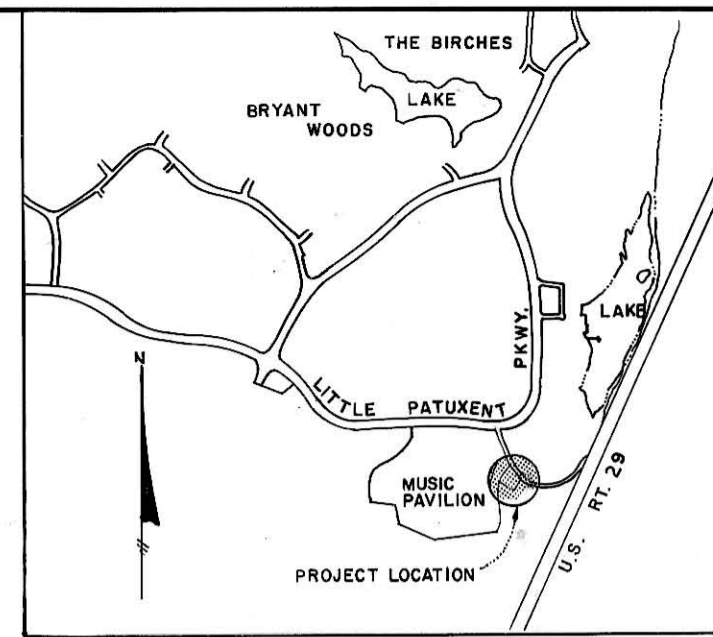 THE BIRCHES
LAKE
BRYANT
WOODS
LAKE
PKWY.
N
LITTLE PATUXENT
MUSIC
PAVILION
U.S. RT. 29
PROJECT LOCATION